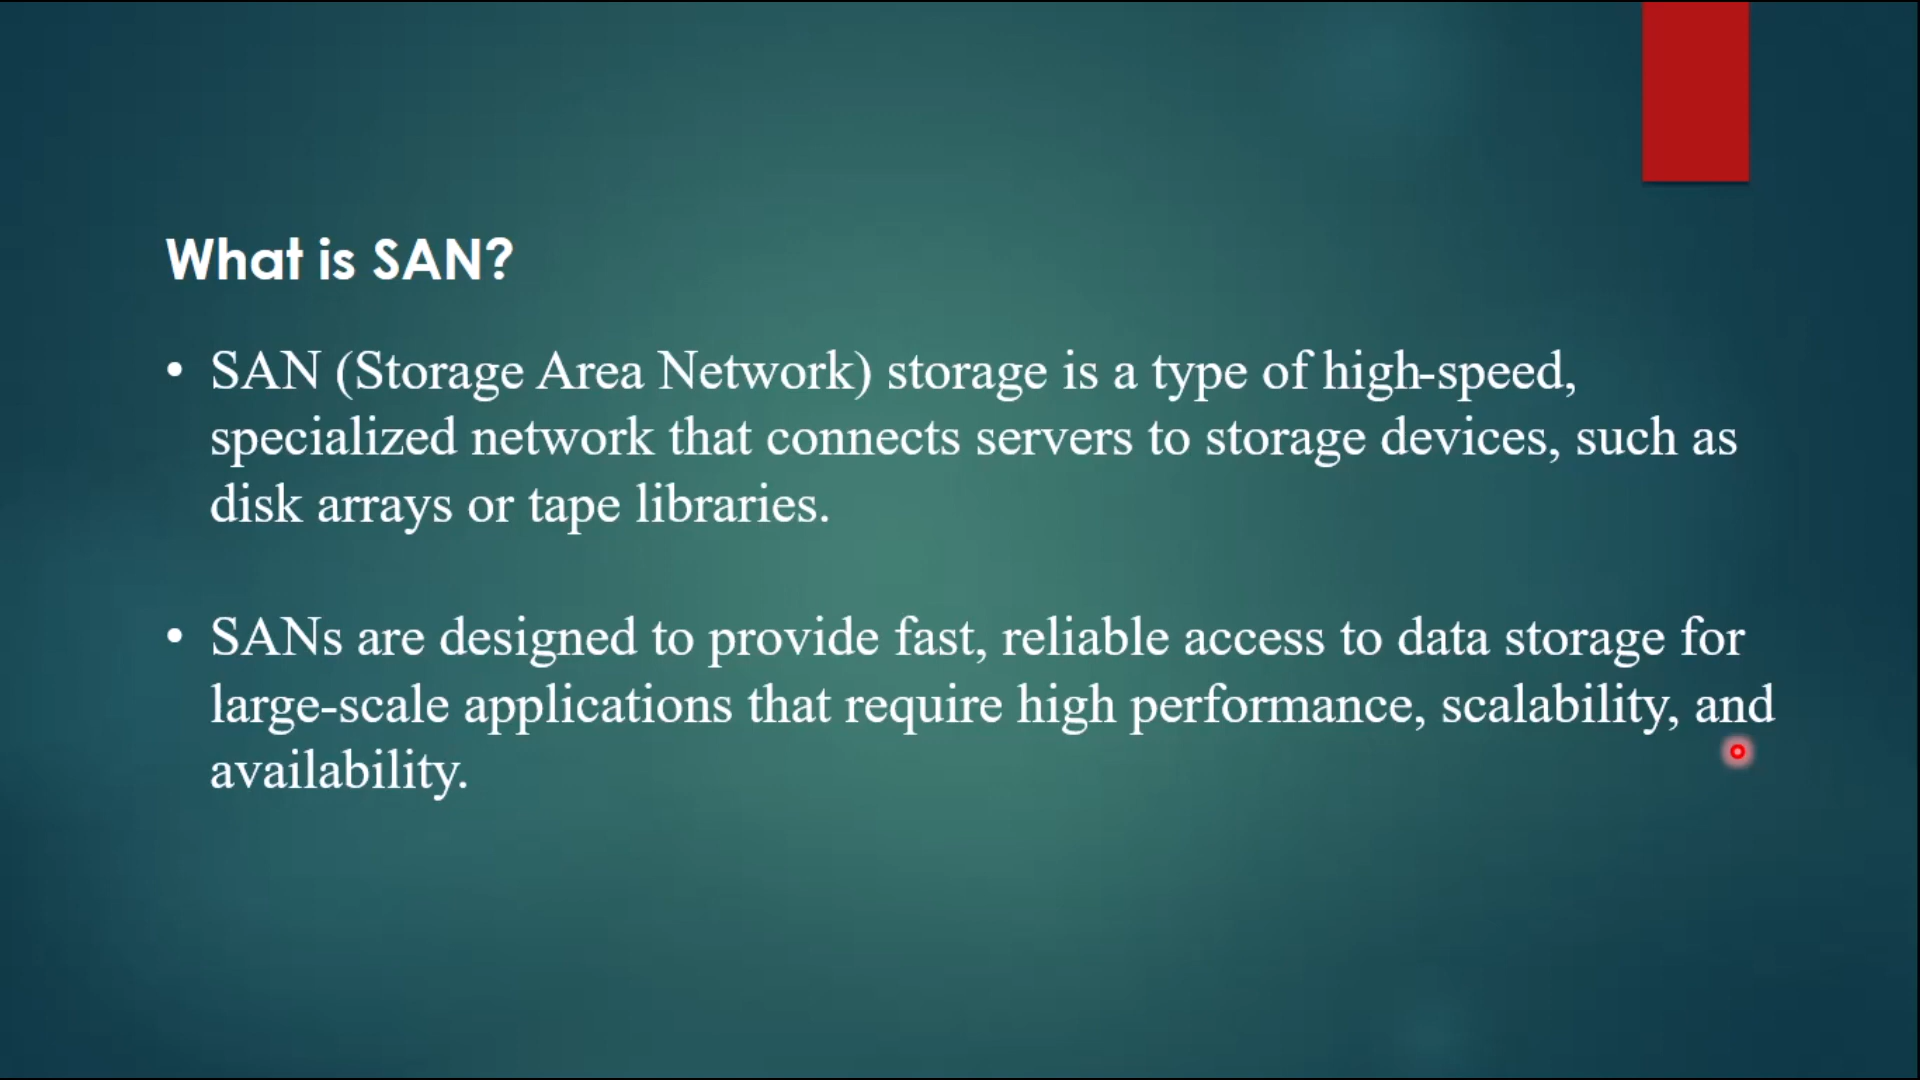 What is SAN?
• SAN (Storage Area Network) storage is a type of high-speed,
specialized network that connects servers to storage devices, such as
disk arrays or tape libraries.
• SANs are designed to provide fast, reliable access to data storage for
large-scale applications that require high performance, scalability, and
availability.